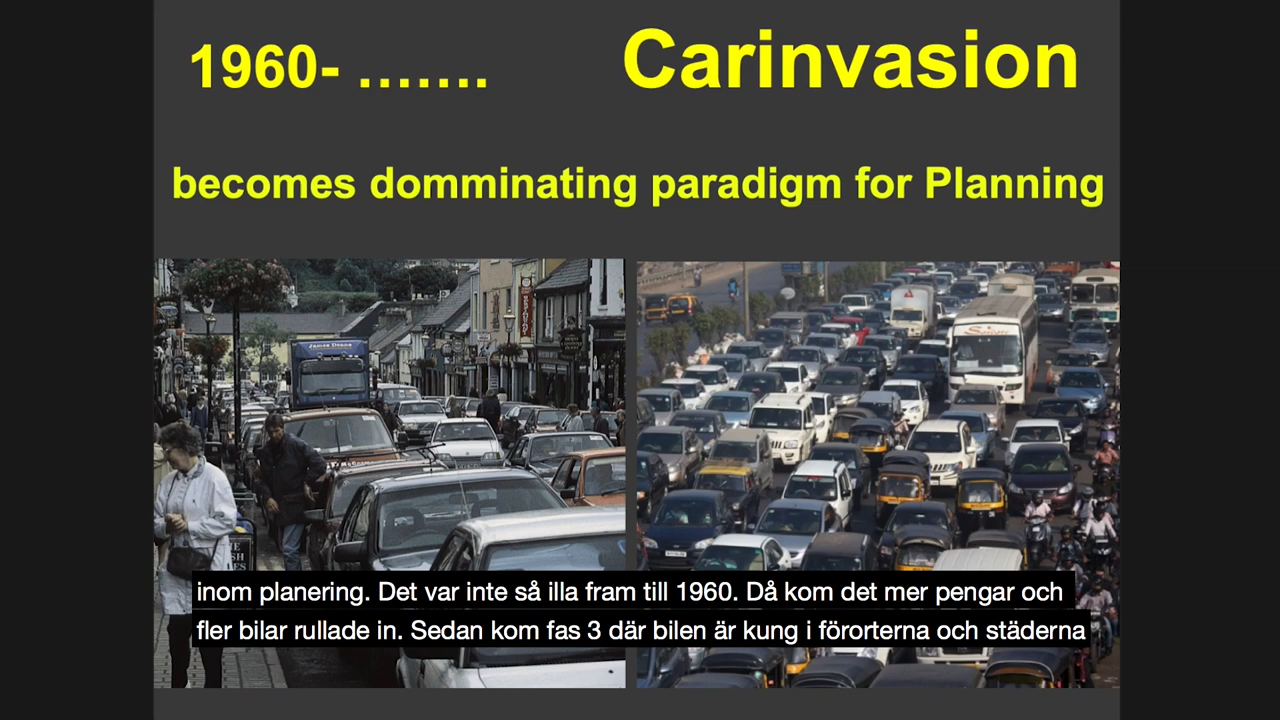 1960- ....... Carinvasion
becomes domminating paradigm for Planning
James Doane
inom planering. Det var inte så illa fram till 1960. Då kom det mer pengar och
fler bilar rullade in. Sedan kom fas 3 där bilen är kung i förorterna och städerna